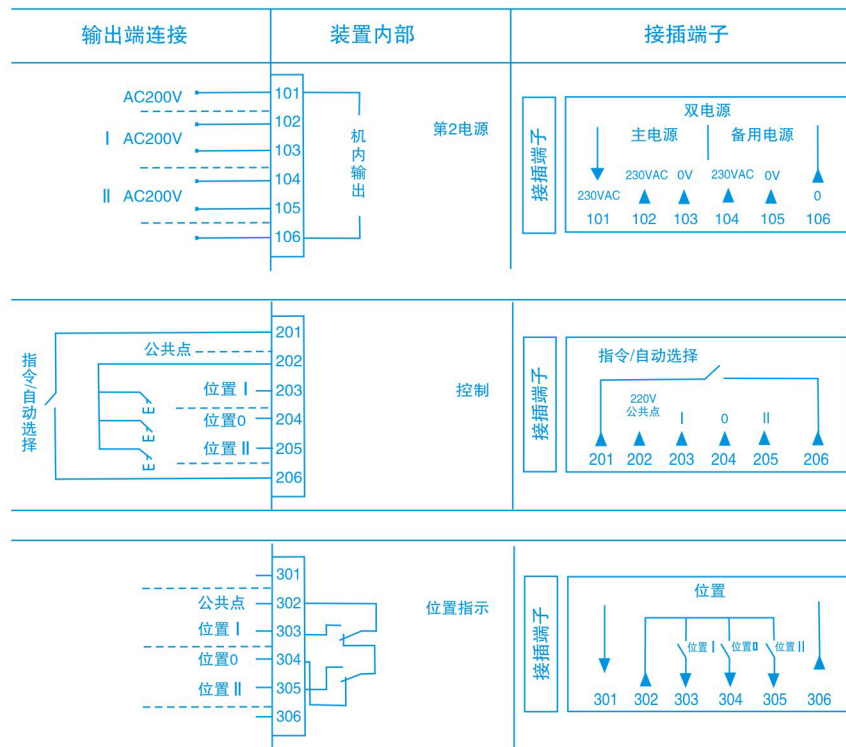 输出端连接
装置内部
接插端子
AC200V
Ⅰ AC200V
Ⅱ AC200V
101
102
103
104
105
106
机内输出
第2电源
接插端子
双电源
主电源
备用电源
230VAC 0V 230VAC 0V
230VAC 0
101 102 103 104 105 106
指令/自动选择
公共点
位置Ⅰ
位置0
位置Ⅱ
201
202
203
204
205
206
控制
接插端子
指令/自动选择
220V
公共点 Ⅰ 0 Ⅱ
201 202 203 204 205 206
公共点
位置Ⅰ
位置0
位置Ⅱ
301
302
303
304
305
306
位置指示
接插端子
位置
位置Ⅰ 位置0 位置Ⅱ
301 302 303 304 305 306